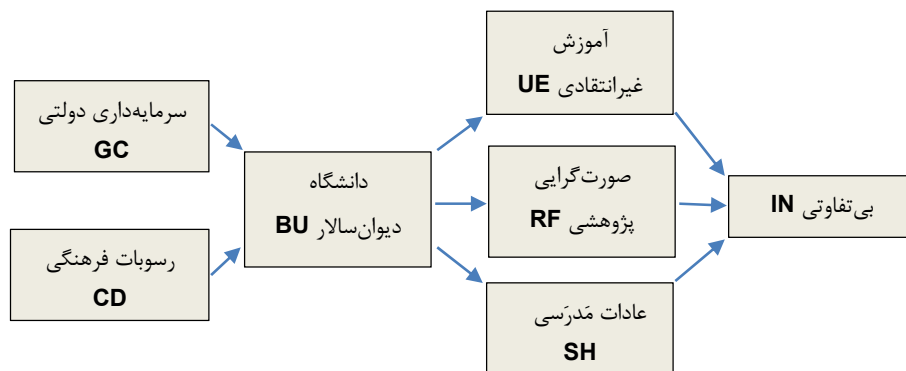 سرمایه‌داری دولتی
GC
رسوبات فرهنگی
CD
دانشگاه
دیوان‌سالار BU
آموزش
غیرانتقادی UE
صورت‌گرایی
پژوهشی RF
عادات مَدرَسی
SH
بی‌تفاوتی IN